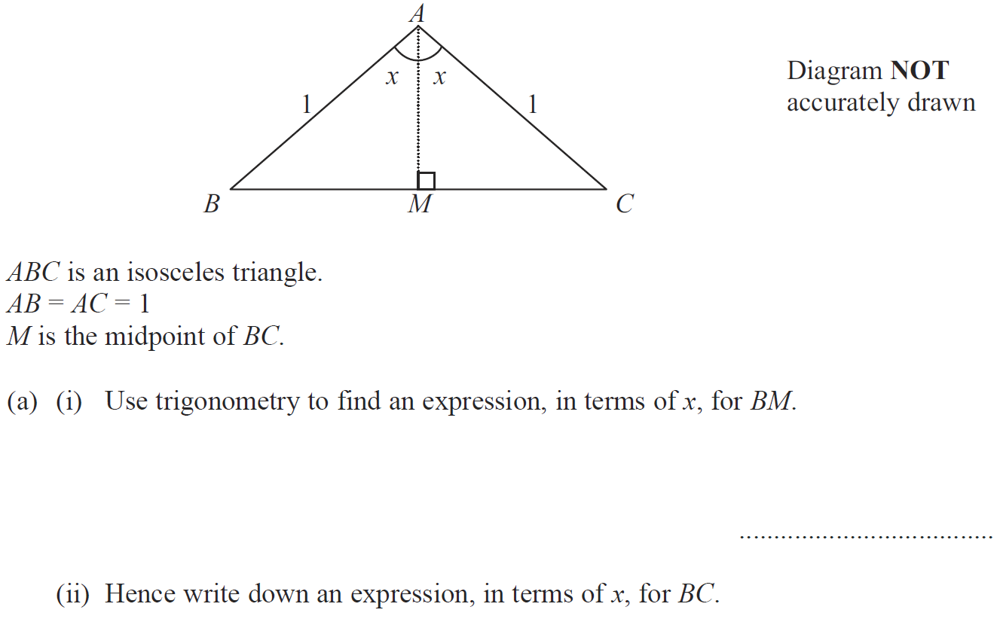 A
Diagram NOT
accurately drawn
x x
1 1
B M C
ABC is an isosceles triangle.
AB = AC = 1
M is the midpoint of BC.
(a) (i) Use trigonometry to find an expression, in terms of x, for BM.
....................................
(ii) Hence write down an expression, in terms of x, for BC.